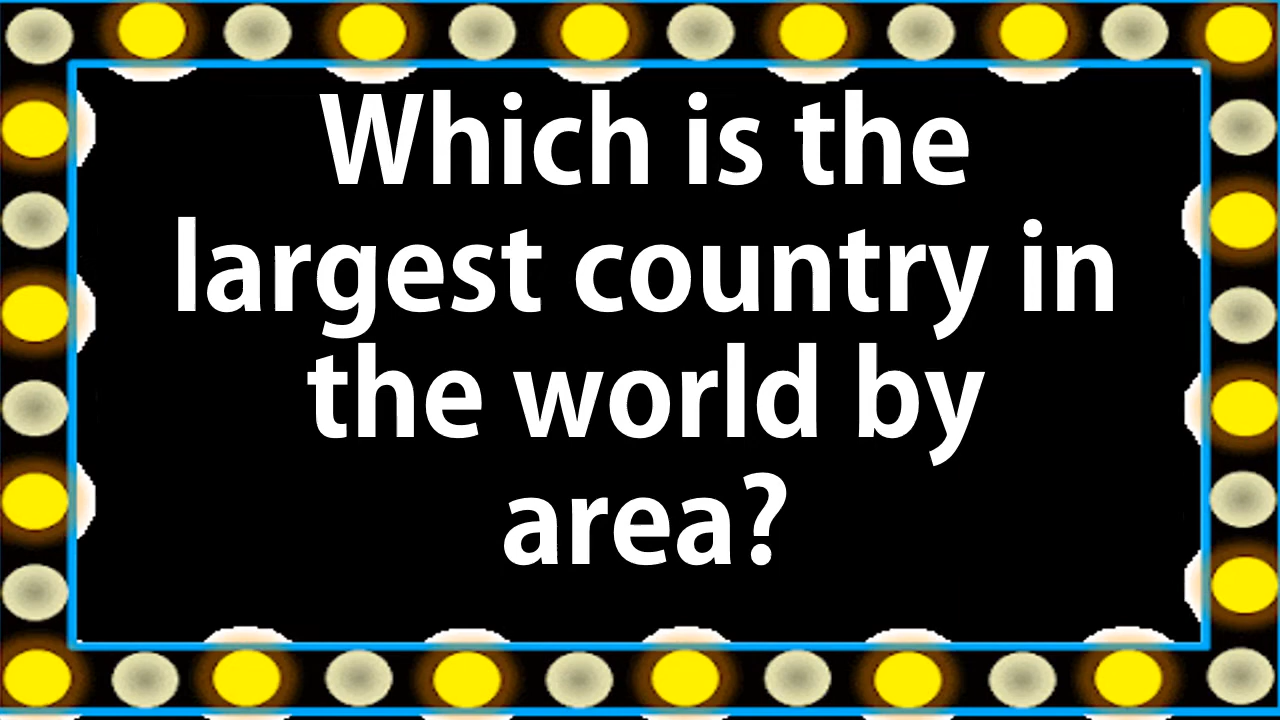 Which is the
largest country in
the world by
area?